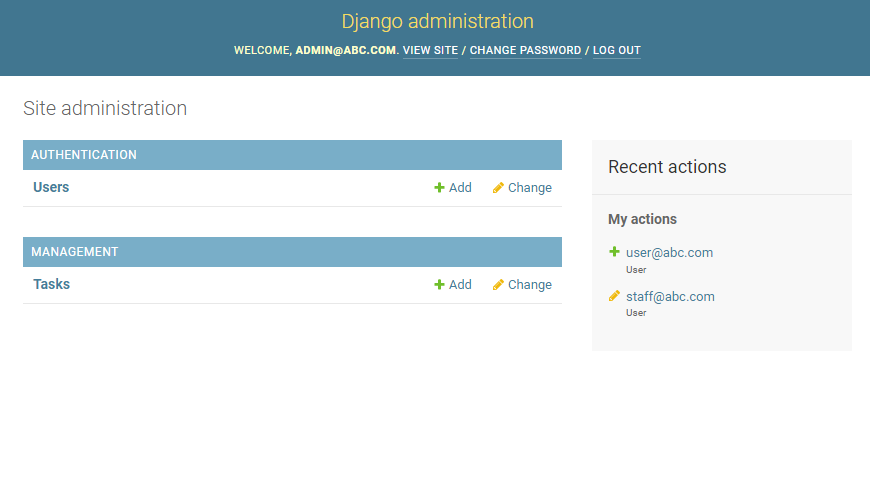 Django administration
WELCOME, ADMIN@ABC.COM. VIEW SITE / CHANGE PASSWORD / LOG OUT
Site administration
AUTHENTICATION
Users Add Change
MANAGEMENT
Tasks Add Change
Recent actions
My actions
user@abc.com
User
staff@abc.com
User